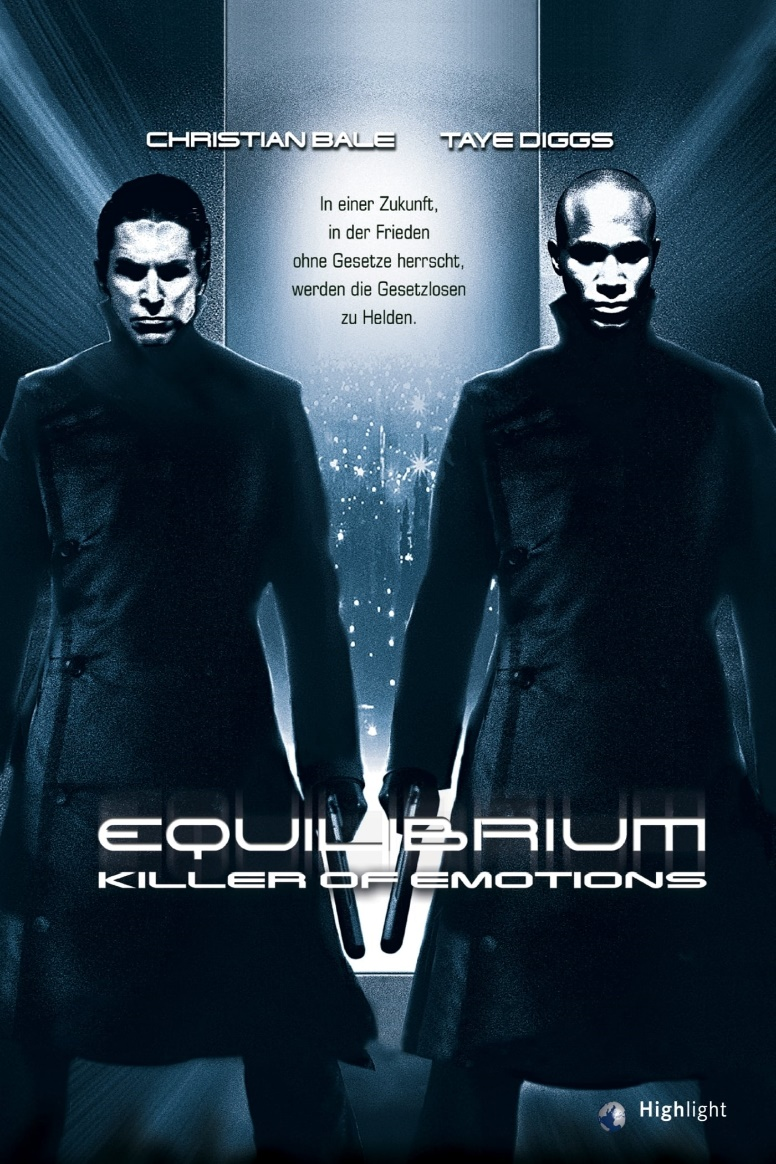 CHRISTIAN BALE TAYE DIGGS
In einer Zukunft,
in der Frieden
ohne Gesetze herrscht,
werden die Gesetzlosen
zu Helden.
EQUILIBRIUM
KILLER OF EMOTIONS
Highlight